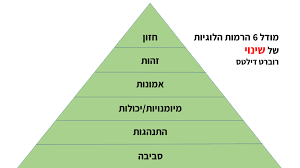 מודל 6 הרמות הלוגיות
של שינוי
רוברט דילטס
חזון
זהות
אמונות
מיומנויות/יכולות
התנהגות
סביבה